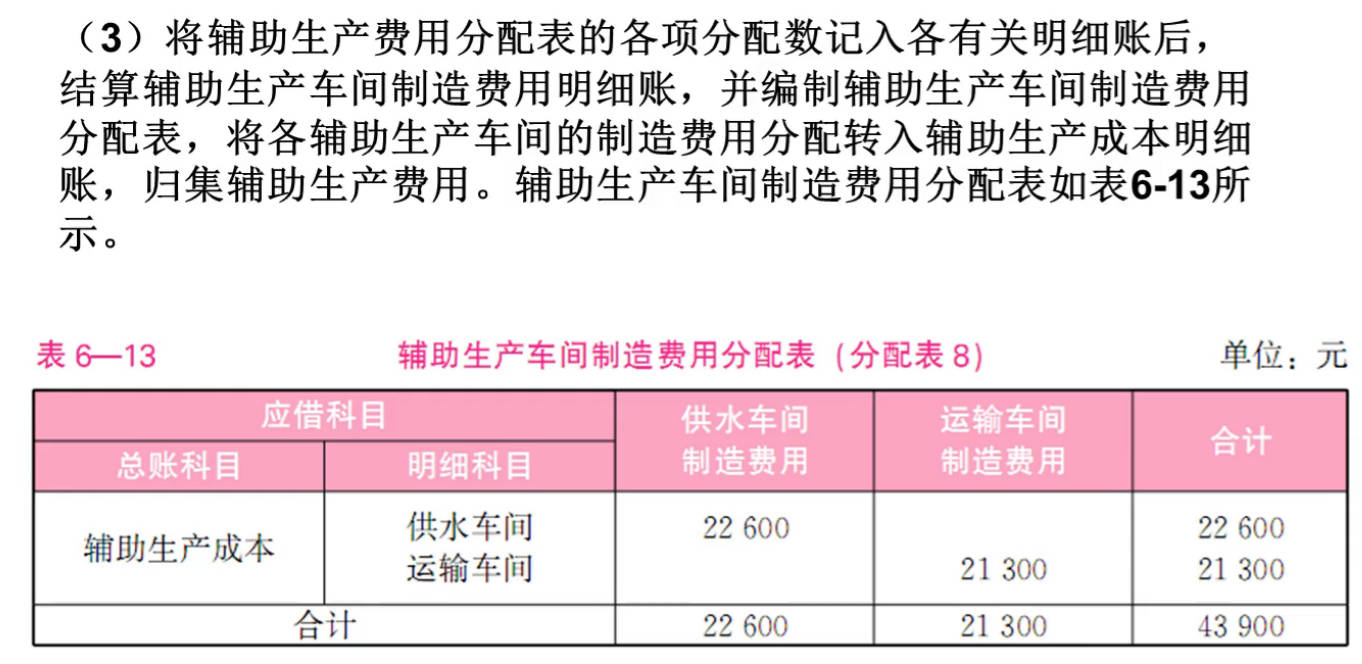 （3）将辅助生产费用分配表的各项分配数记入各有关明细账后，
结算辅助生产车间制造费用明细账，并编制辅助生产车间制造费用
分配表，将各辅助生产车间的制造费用分配转入辅助生产成本明细
账，归集辅助生产费用。辅助生产车间制造费用分配表如表6-13所
示。
表 6—13 辅助生产车间制造费用分配表（分配表 8） 单位：元
应借科目 供水车间制造费用 运输车间制造费用 合计
总账科目 明细科目
辅助生产成本 供水车间 22 600 22 600
运输车间 21 300 21 300
合计 22 600 21 300 43 900